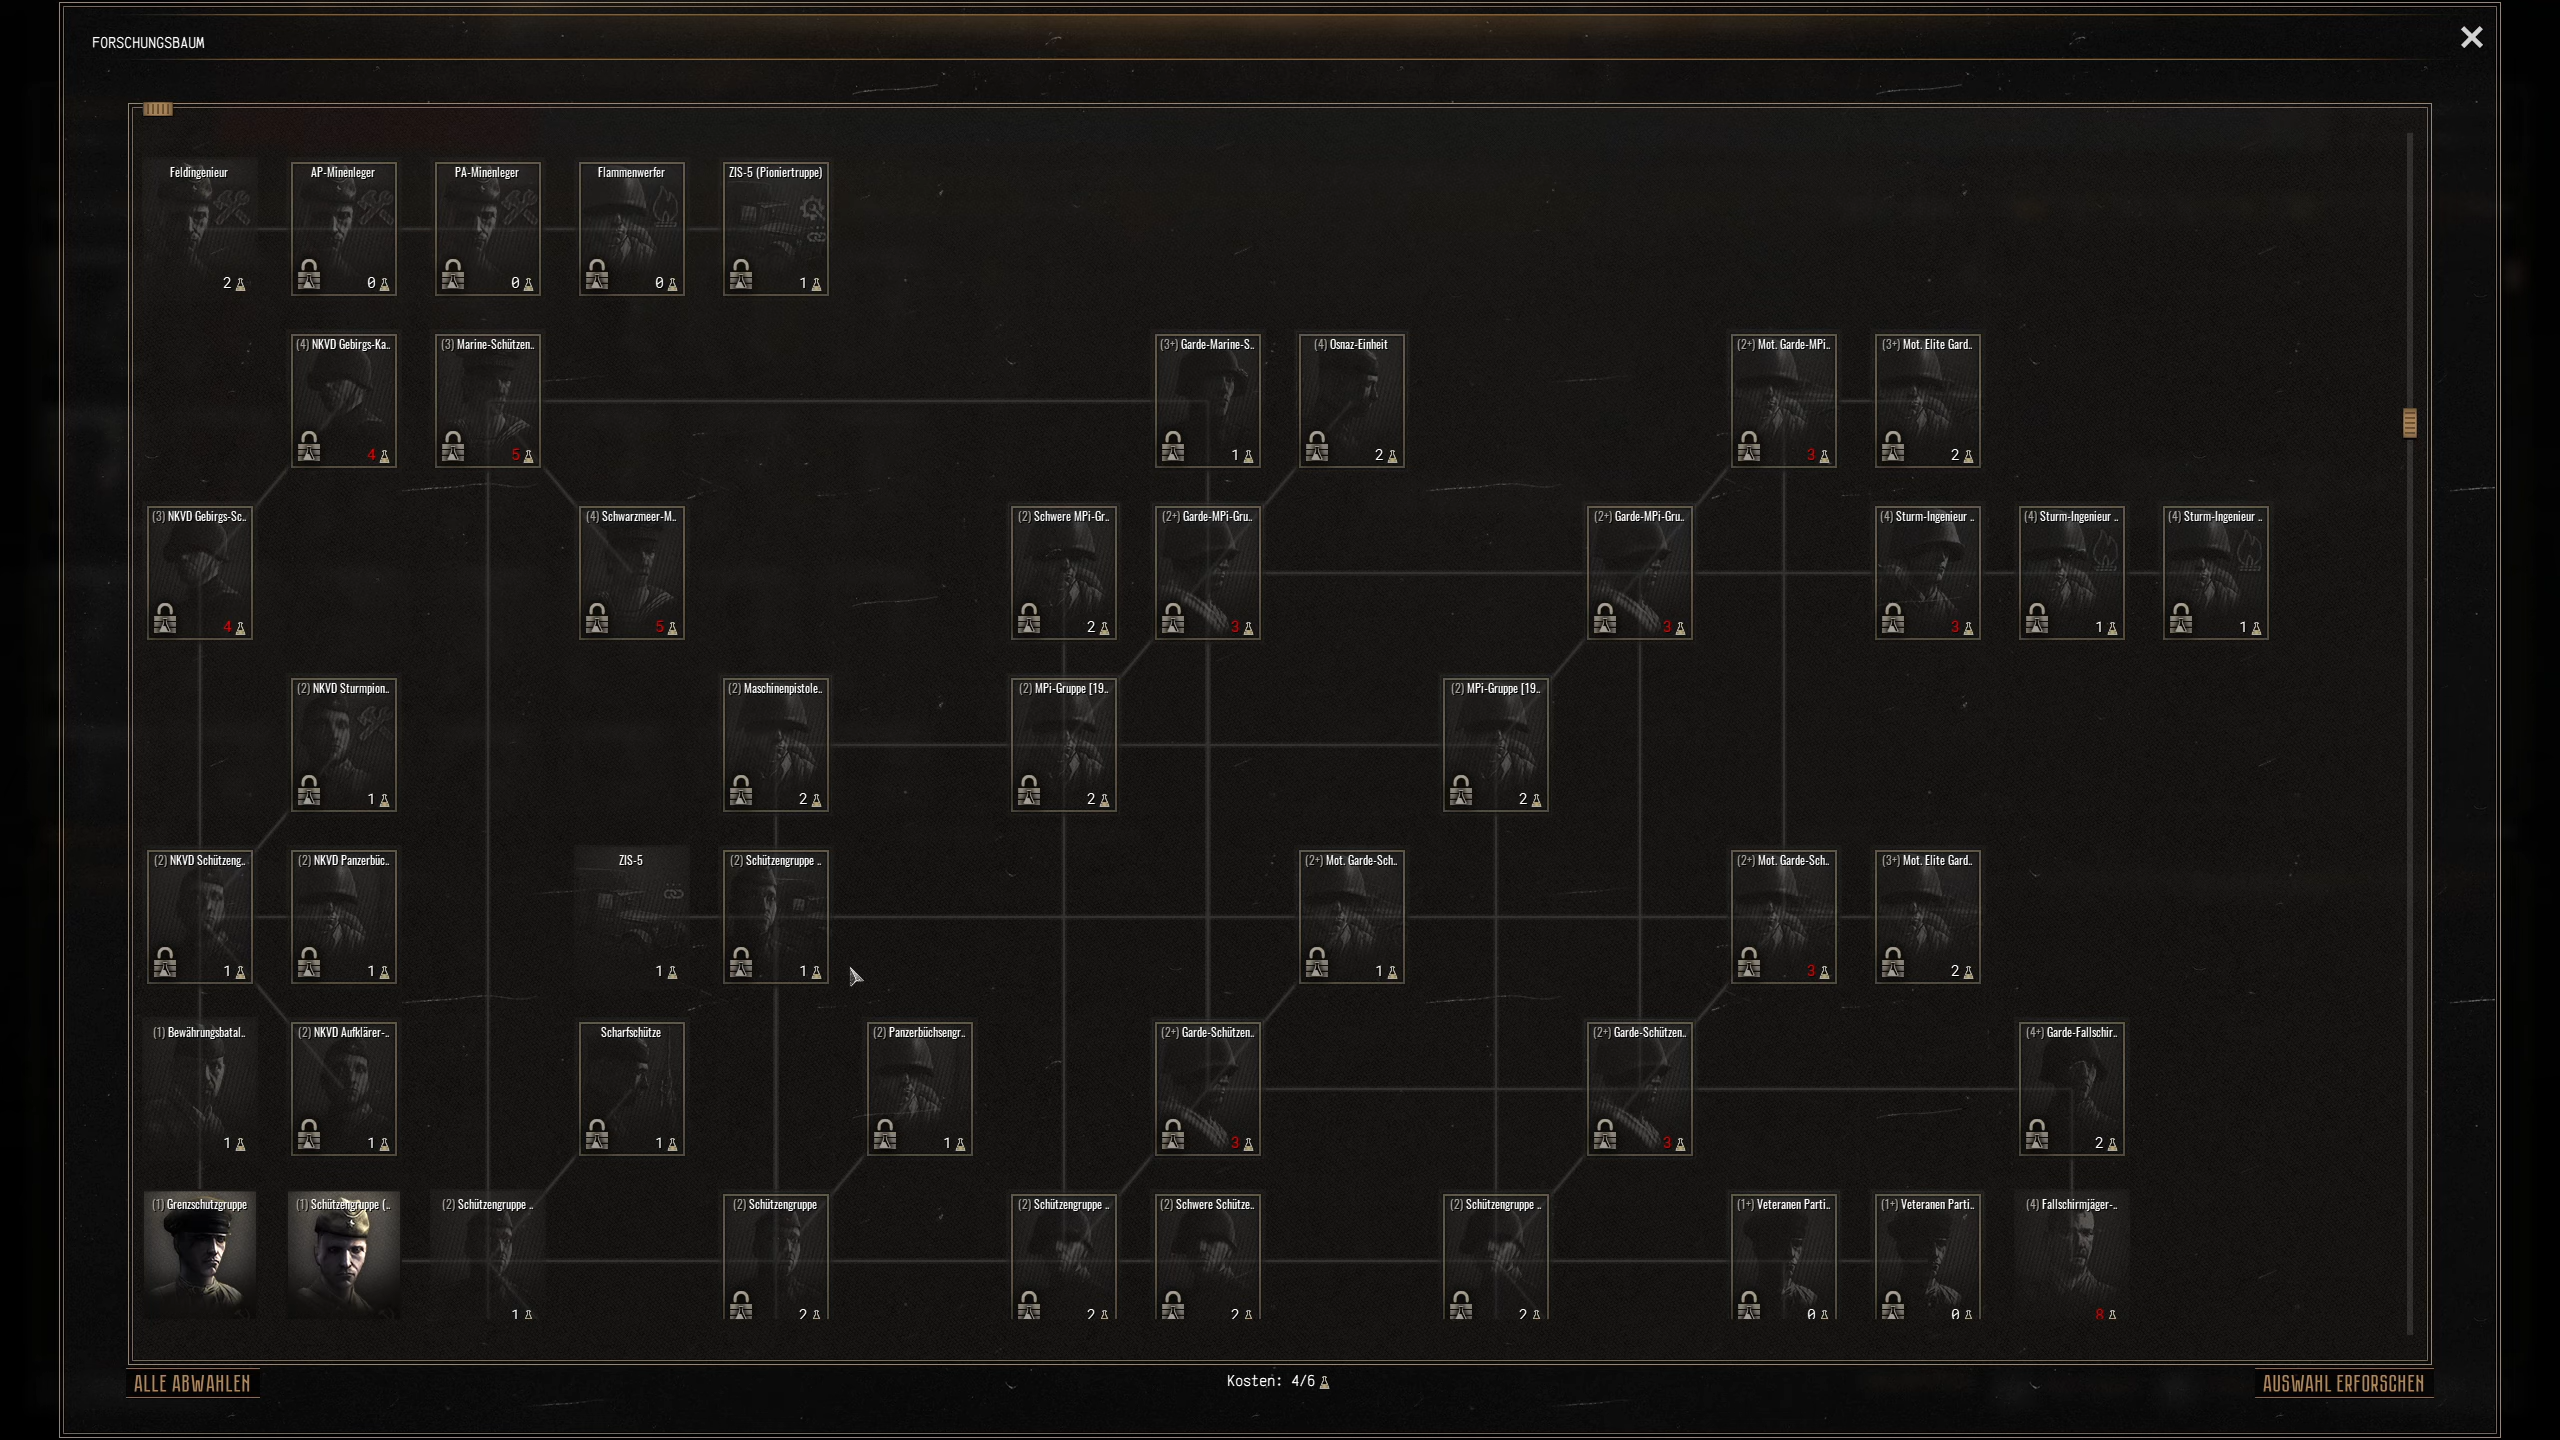 FORSCHUNGSBAUM
Feldingenieur
AP-Minenleger
PA-Minenleger
Flammenwerfer
ZIS-5 (Pioniertruppe)
2
0
0
0
1
(4) NKVD Gebirgs-Ka..
(3) Marine-Schützen..
(3+) Garde-Marine-S..
(4) Osnaz-Einheit
(2+) Mot. Garde-MPi..
(3+) Mot. Elite Gard..
4
5
1
2
3
2
(3) NKVD Gebirgs-Sc..
(4) Schwarzmeer-M..
(2) Schwere MPi-Gr..
(2+) Garde-MPi-Gru..
(2+) Garde-MPi-Gru..
(4) Sturm-Ingenieur ..
(4) Sturm-Ingenieur ..
(4) Sturm-Ingenieur ..
4
5
2
3
3
3
1
1
(2) NKVD Sturmpion..
(2) Maschinenpistole..
(2) MPi-Gruppe [19..
(2) MPi-Gruppe [19..
1
2
2
2
(2) NKVD Schützeng..
(2) NKVD Panzerbüc..
ZIS-5
(2) Schützengruppe ..
(2+) Mot. Garde-Sch..
(2+) Mot. Garde-Sch..
(3+) Mot. Elite Gard..
1
1
1
1
1
3
2
(1) Bewährungsbatal..
(2) NKVD Aufklärer-..
Scharfschütze
(2) Panzerbüchsengr..
(2+) Garde-Schützen..
(2+) Garde-Schützen..
(4+) Garde-Fallschir..
1
1
1
1
3
3
2
(1) Grenzschutzgruppe
(1) Schützengruppe (..
(2) Schützengruppe ..
(2) Schützengruppe
(2) Schützengruppe ..
(2) Schwere Schütze..
(2) Schützengruppe ..
(1+) Veteranen Parti..
(1+) Veteranen Parti..
(4) Fallschirmjäger-..
1
2
2
2
2
0
0
8
ALLE ABWÄHLEN
Kosten: 4/6
AUSWAHL ERFORSCHEN